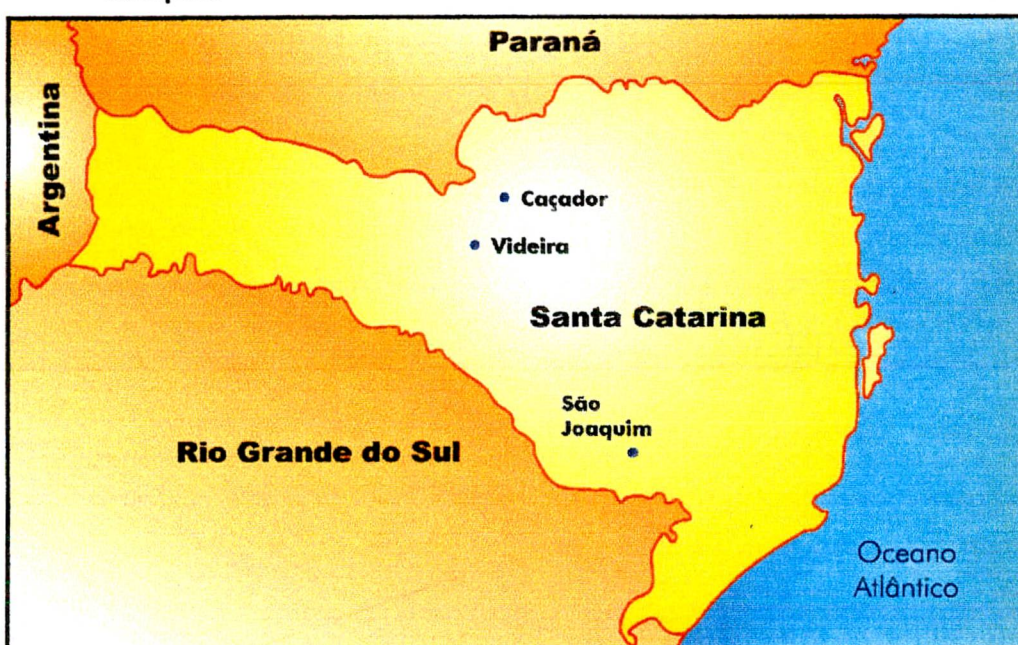 Paraná
Argentina
Caçador
Videira
Santa Catarina
São
Joaquim
Rio Grande do Sul
Oceano
Atlântico